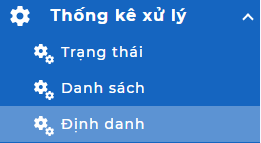 Thống kê xử lý
Trạng thái
Danh sách
Định danh